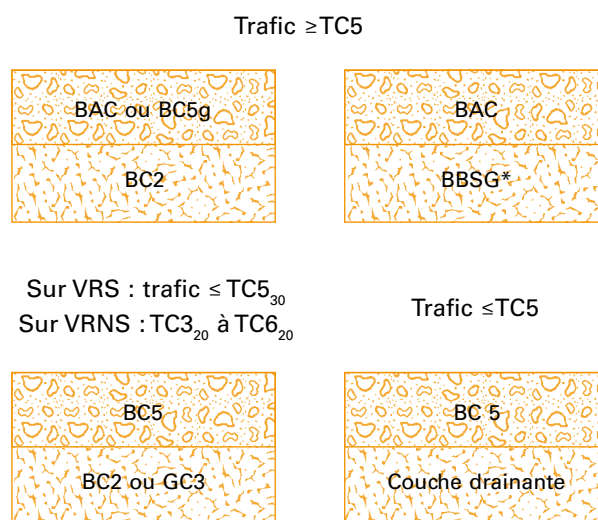 Trafic ≥TC5
BAC ou BC5g
BC2
BAC
BBSG*
Sur VRS : trafic ≤ TC5₃₀
Sur VRNS : TC3₂₀ à TC6₂₀
Trafic ≤TC5
BC5
BC2 ou GC3
BC 5
Couche drainante